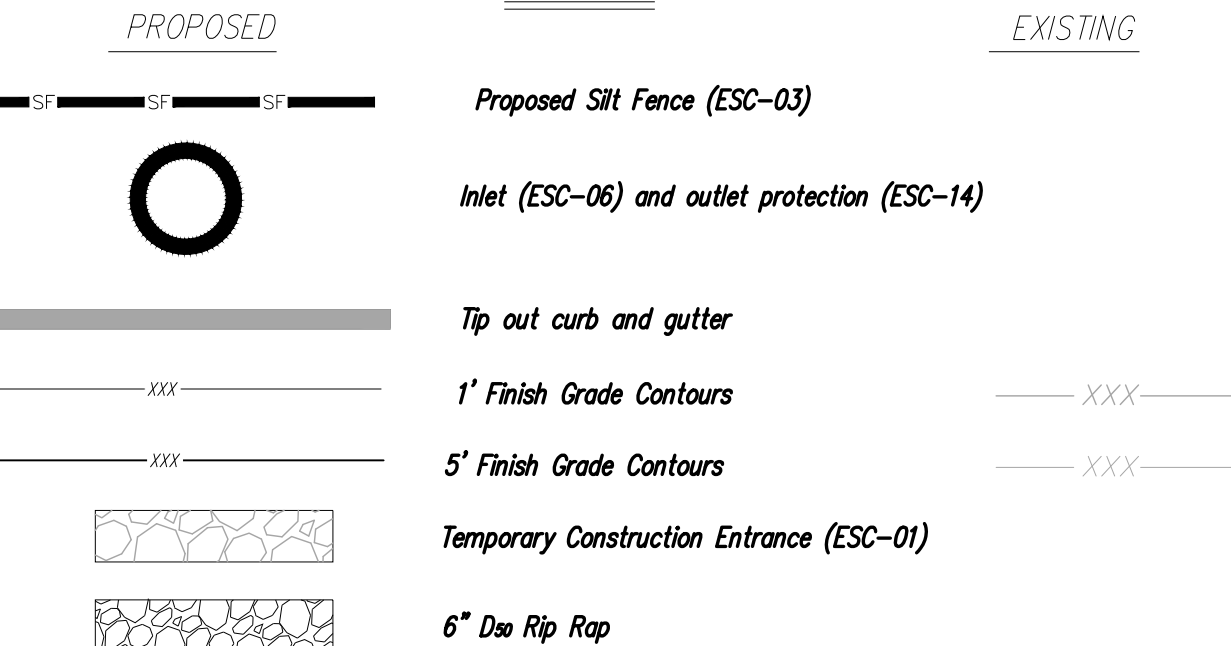 PROPOSED EXISTING
SF SF SF Proposed Silt Fence (ESC-03)
Inlet (ESC-06) and outlet protection (ESC-14)
Tip out curb and gutter
XXX 1' Finish Grade Contours XXX
XXX 5' Finish Grade Contours XXX
Temporary Construction Entrance (ESC-01)
6" D50 Rip Rap